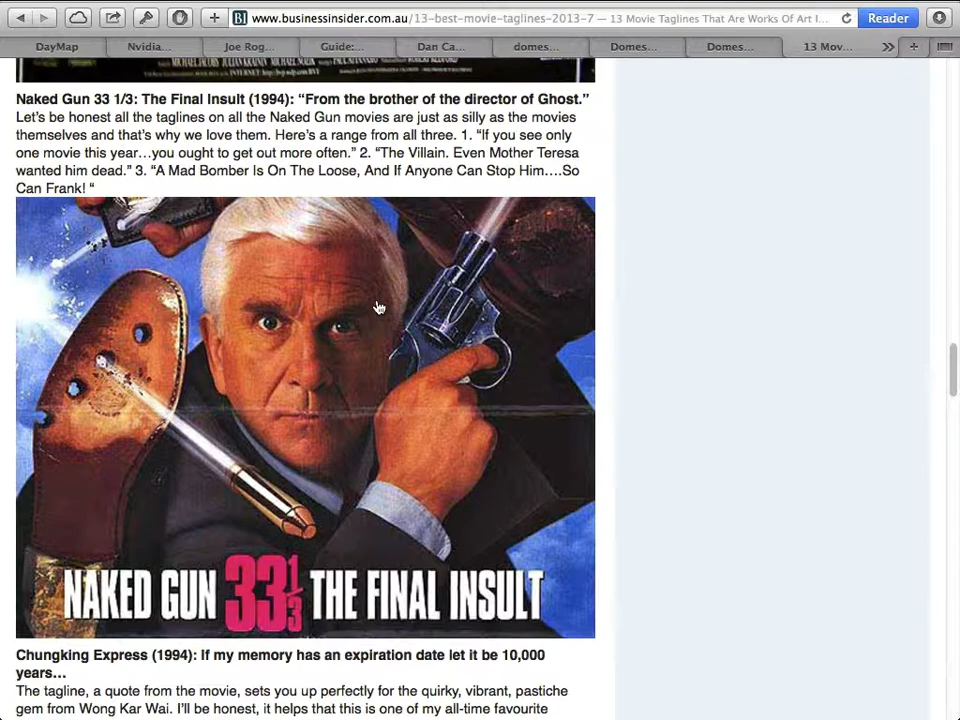 www.businessinsider.com.au/13-best-movie-taglines-2013-7 — 13 Movie Taglines That Are Works Of Art I...
Reader
DayMap Nvidia... Joe Rog... Guide:... Dan Ca... domes... Domes... Domes... 13 Mov...
Naked Gun 33 1/3: The Final Insult (1994): “From the brother of the director of Ghost.”
Let’s be honest all the taglines on all the Naked Gun movies are just as silly as the movies
themselves and that’s why we love them. Here’s a range from all three. 1. “If you see only
one movie this year…you ought to get out more often.” 2. “The Villain. Even Mother Teresa
wanted him dead.” 3. “A Mad Bomber Is On The Loose, And If Anyone Can Stop Him….So
Can Frank! “
NAKED GUN 33 1/3 THE FINAL INSULT
Chungking Express (1994): If my memory has an expiration date let it be 10,000
years…
The tagline, a quote from the movie, sets you up perfectly for the quirky, vibrant, pastiche
gem from Wong Kar Wai. I’ll be honest, it helps that this is one of my all-time favourite